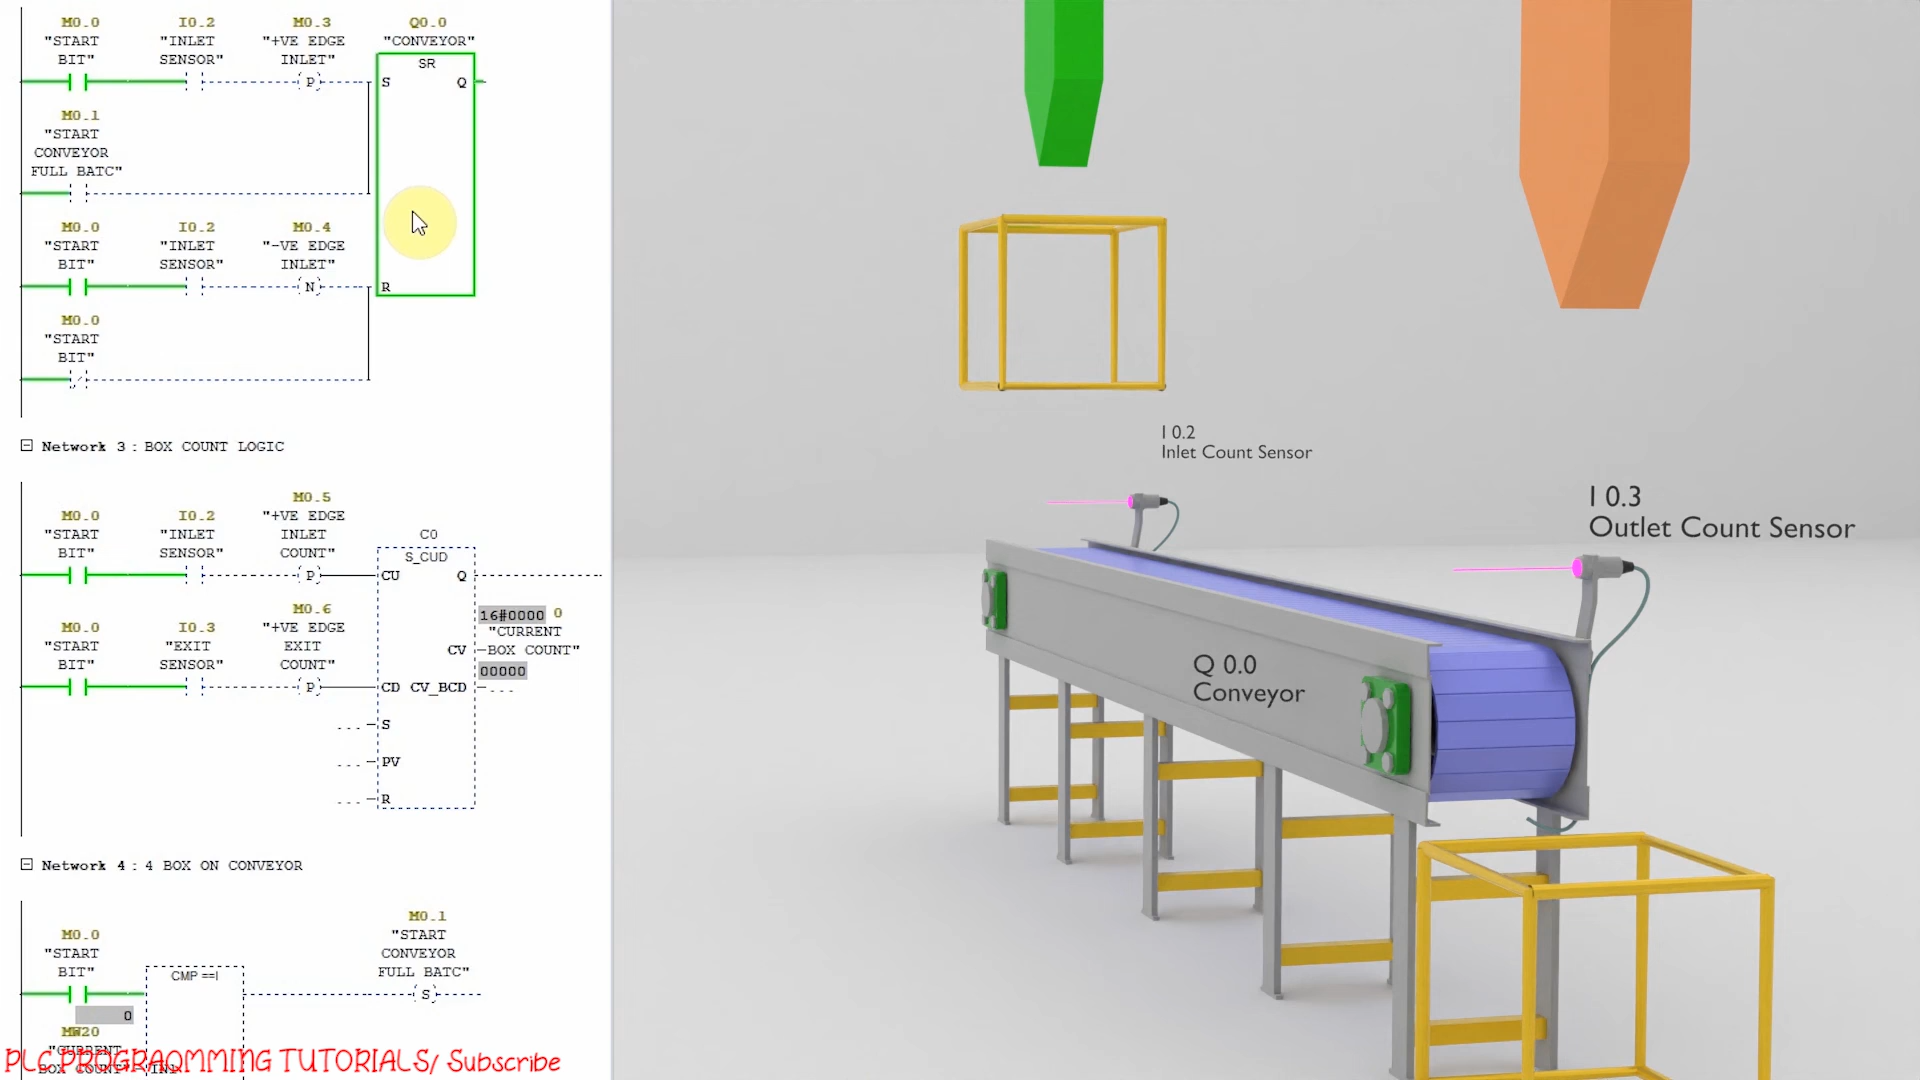 M0.0 I0.2 M0.3 Q0.0
"START "INLET "+VE EDGE "CONVEYOR"
BIT" SENSOR" INLET" SR
P S Q
M0.1
"START
CONVEYOR
FULL BATC"
M0.0 I0.2 M0.4
"START "INLET "-VE EDGE
BIT" SENSOR" INLET"
N R
M0.0
"START
BIT"
Network 3 : BOX COUNT LOGIC
M0.5
M0.0 I0.2 "+VE EDGE
"START "INLET INLET C0
BIT" SENSOR" COUNT" S_CUD
P CU Q
M0.6 16#0000 0
M0.0 I0.3 "+VE EDGE "CURRENT
"START "EXIT EXIT CV BOX COUNT"
BIT" SENSOR" COUNT" 00000
P CD CV_BCD ...
... S
... PV
... R
Network 4 : 4 BOX ON CONVEYOR
M0.1
M0.0 "START
"START CONVEYOR
BIT" CMP ==I FULL BATC"
S
0
MW20
"CURRENT
BOX COUNT" IN1
PLC PROGRAOMMING TUTORIALS/ Subscribe
I 0.2
Inlet Count Sensor
I 0.3
Outlet Count Sensor
Q 0.0
Conveyor